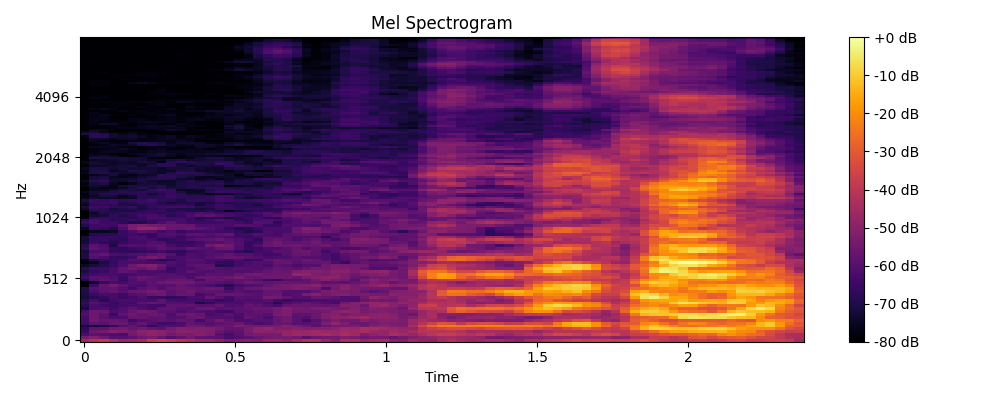 Mel Spectrogram
Hz
4096
2048
1024
512
0
0 0.5 1 1.5 2
Time
+0 dB
-10 dB
-20 dB
-30 dB
-40 dB
-50 dB
-60 dB
-70 dB
-80 dB